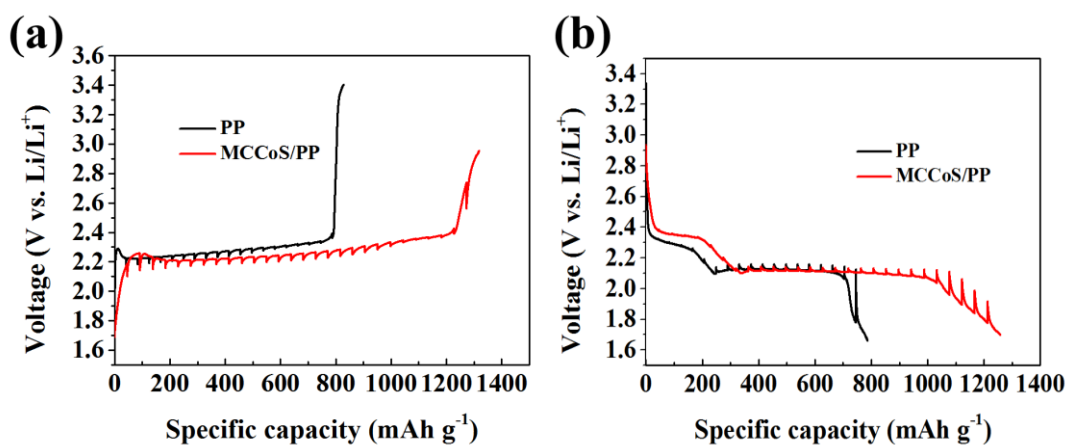 (a)
Voltage (V vs. Li/Li⁺)
3.6
3.4
3.2
3.0
2.8
2.6
2.4
2.2
2.0
1.8
1.6
PP
MCCoS/PP
0 200 400 600 800 1000 1200 1400
Specific capacity (mAh g⁻¹)
(b)
Voltage (V vs. Li/Li⁺)
3.4
3.2
3.0
2.8
2.6
2.4
2.2
2.0
1.8
1.6
PP
MCCoS/PP
0 200 400 600 800 1000 1200 1400
Specific capacity (mAh g⁻¹)